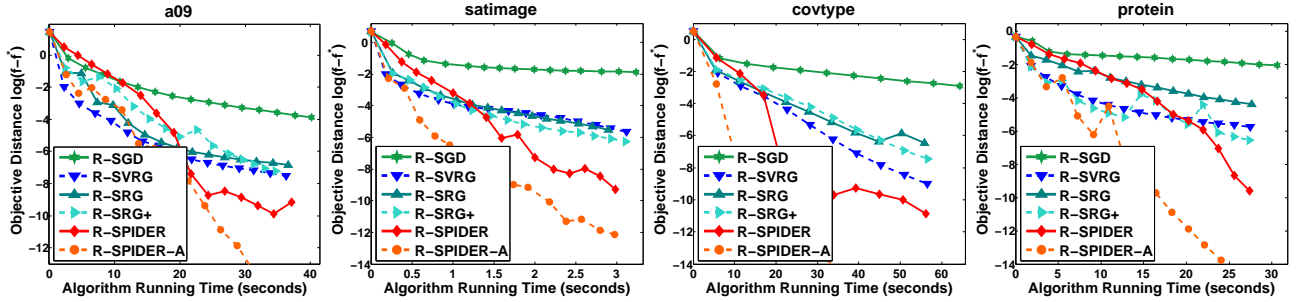 a09
Objective Distance log(f−f*)
0
−2
−4
−6
−8
−10
−12
R−SGD
R−SVRG
R−SRG
R−SRG+
R−SPIDER
R−SPIDER−A
0 10 20 30 40
Algorithm Running Time (seconds)
satimage
Objective Distance log(f−f*)
0
−2
−4
−6
−8
−10
−12
−14
R−SGD
R−SVRG
R−SRG
R−SRG+
R−SPIDER
R−SPIDER−A
0 0.5 1 1.5 2 2.5 3
Algorithm Running Time (seconds)
covtype
Objective Distance log(f−f*)
0
−2
−4
−6
−8
−10
−12
−14
R−SGD
R−SVRG
R−SRG
R−SRG+
R−SPIDER
R−SPIDER−A
0 10 20 30 40 50 60
Algorithm Running Time (seconds)
protein
Objective Distance log(f−f*)
0
−2
−4
−6
−8
−10
−12
−14
R−SGD
R−SVRG
R−SRG
R−SRG+
R−SPIDER
R−SPIDER−A
0 5 10 15 20 25 30
Algorithm Running Time (seconds)